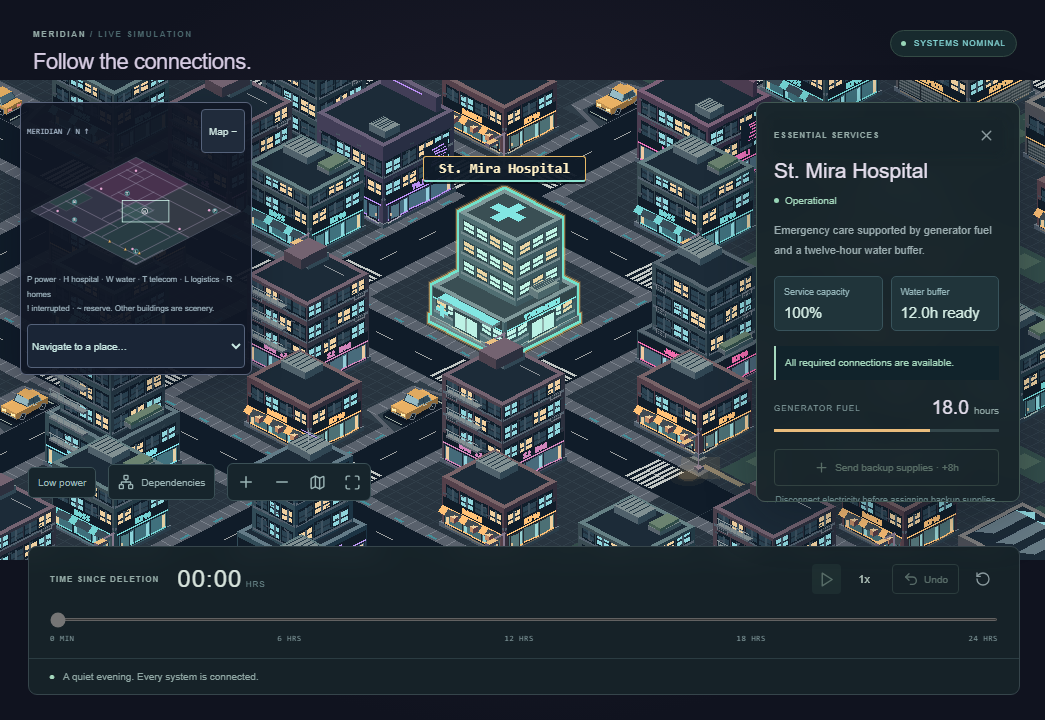 MERIDIAN / LIVE SIMULATION
Follow the connections.
SYSTEMS NOMINAL
MERIDIAN / N ↑
Map −
P power · H hospital · W water · T telecom · L logistics · R
homes
! interrupted · ~ reserve. Other buildings are scenery.
Navigate to a place...
St. Mira Hospital
ESSENTIAL SERVICES
St. Mira Hospital
Operational
Emergency care supported by generator fuel
and a twelve-hour water buffer.
Service capacity
100%
Water buffer
12.0h ready
All required connections are available.
GENERATOR FUEL
18.0 hours
Send backup supplies · +8h
Disconnect electricity before assigning backup supplies.
Low power
Dependencies
TIME SINCE DELETION
00:00 HRS
1x
Undo
0 MIN
6 HRS
12 HRS
18 HRS
24 HRS
A quiet evening. Every system is connected.